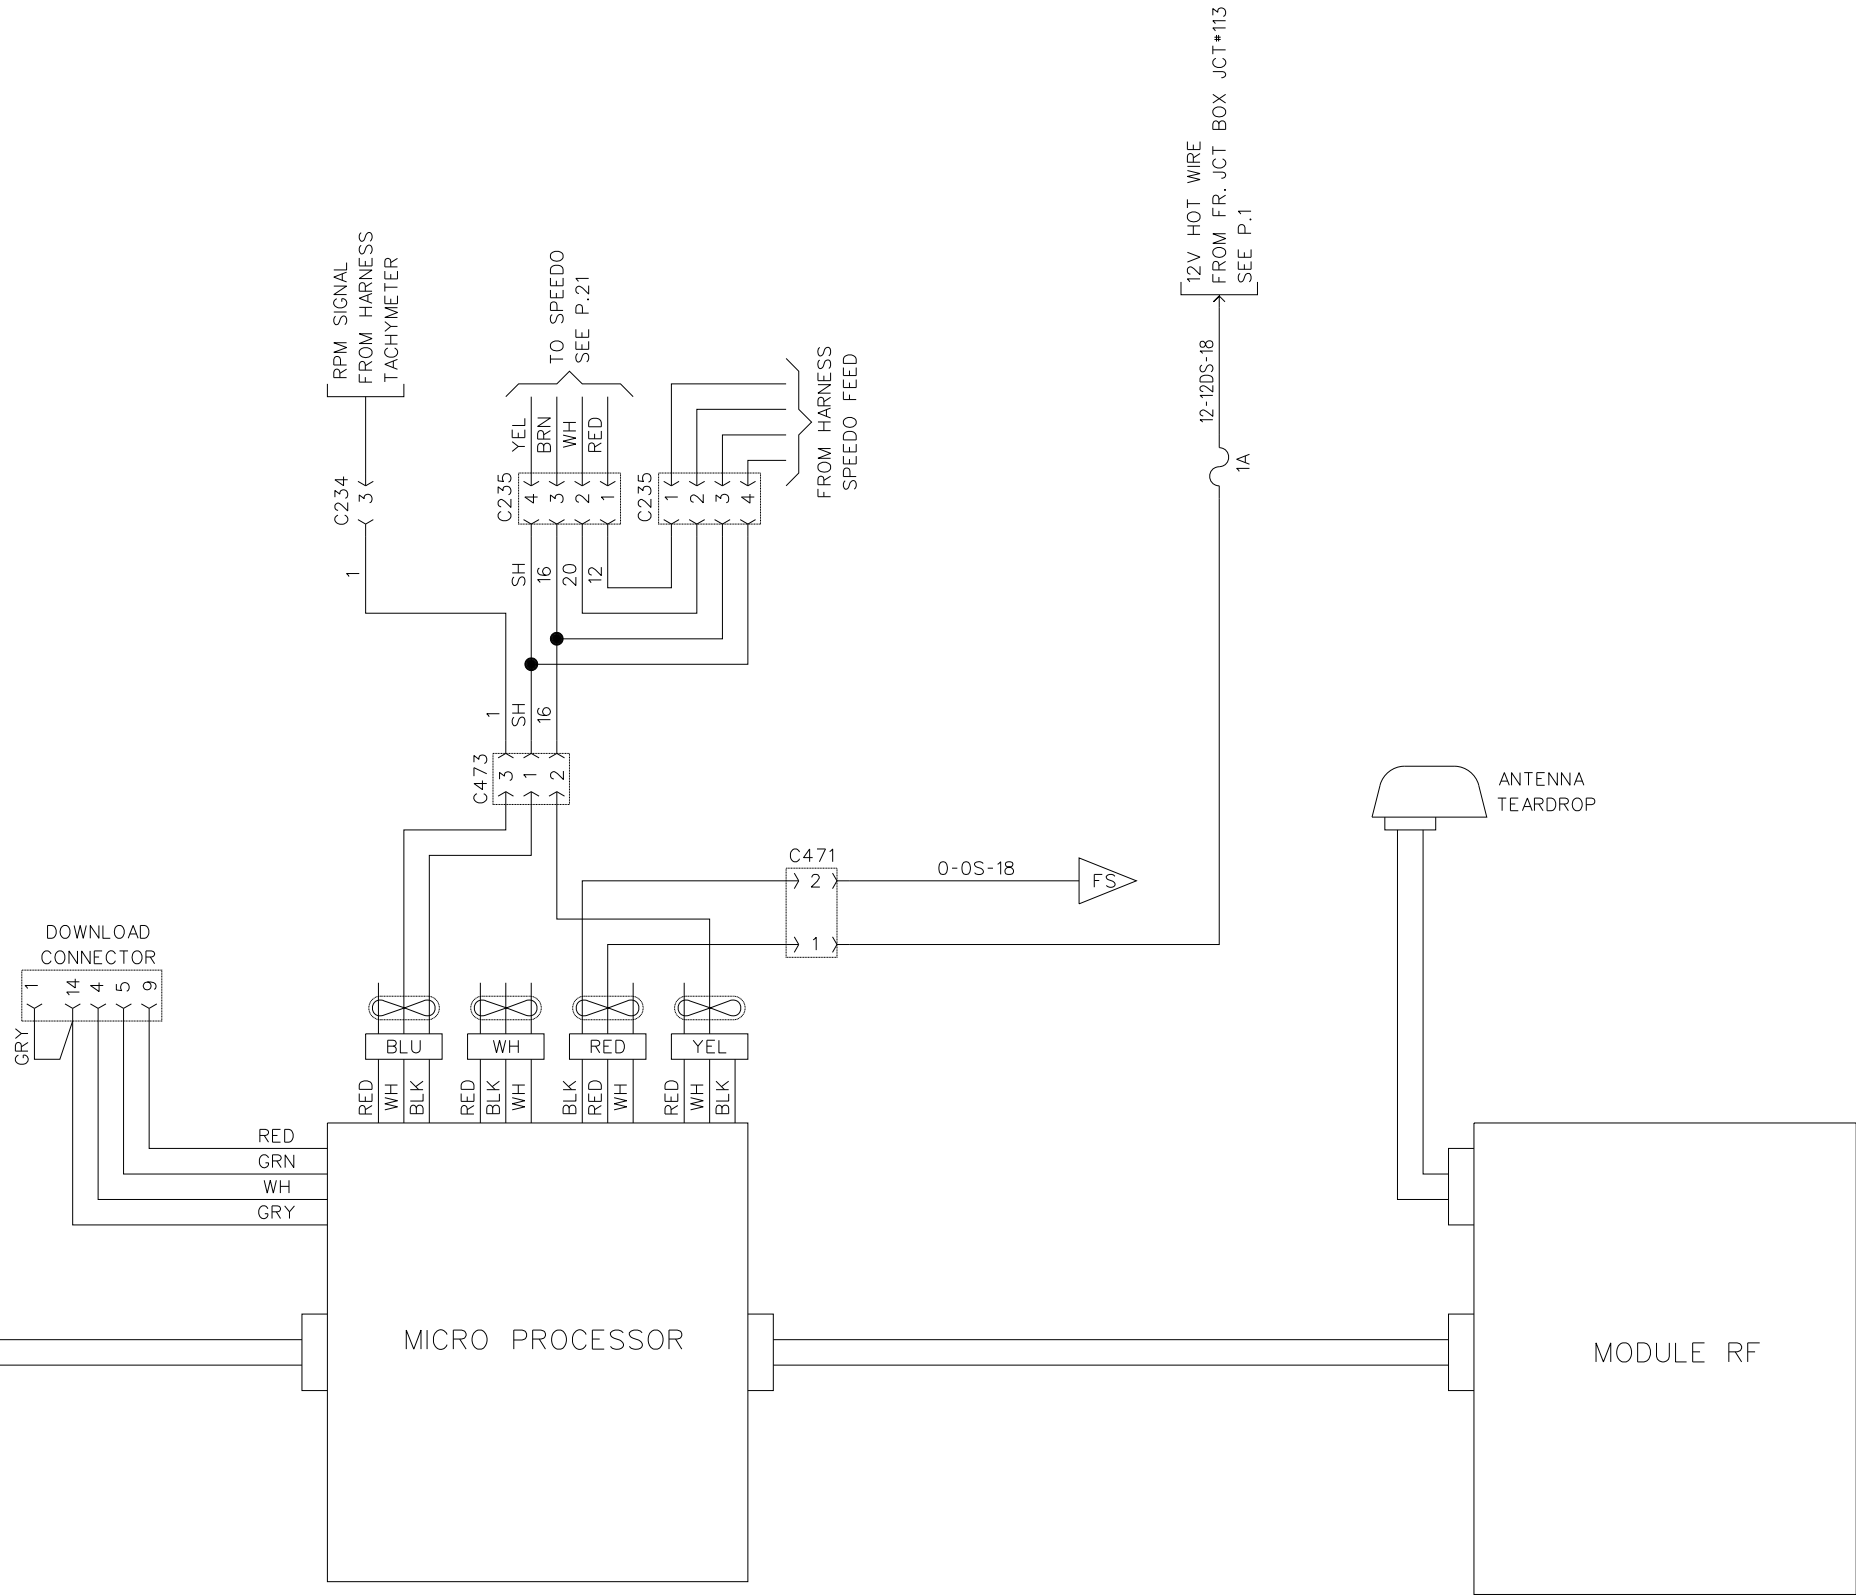 12V HOT WIRE
FROM FR. JCT BOX JCT#113
SEE P.1
12-12DS-18
1A
RPM SIGNAL
FROM HARNESS
TACHYMETER
C234
3
1
TO SPEEDO
SEE P.21
YEL
BRN
WH
RED
C235
4
3
2
1
C235
1
2
3
4
FROM HARNESS
SPEEDO FEED
SH
16
20
12
1
SH
16
C473
3
1
2
ANTENNA
TEARDROP
C471
2
1
0-0S-18
FS
DOWNLOAD
CONNECTOR
1
14
4
5
9
GRY
BLU
WH
RED
YEL
RED
WH
BLK
RED
BLK
WH
BLK
RED
WH
RED
WH
BLK
RED
GRN
WH
GRY
MICRO PROCESSOR
MODULE RF